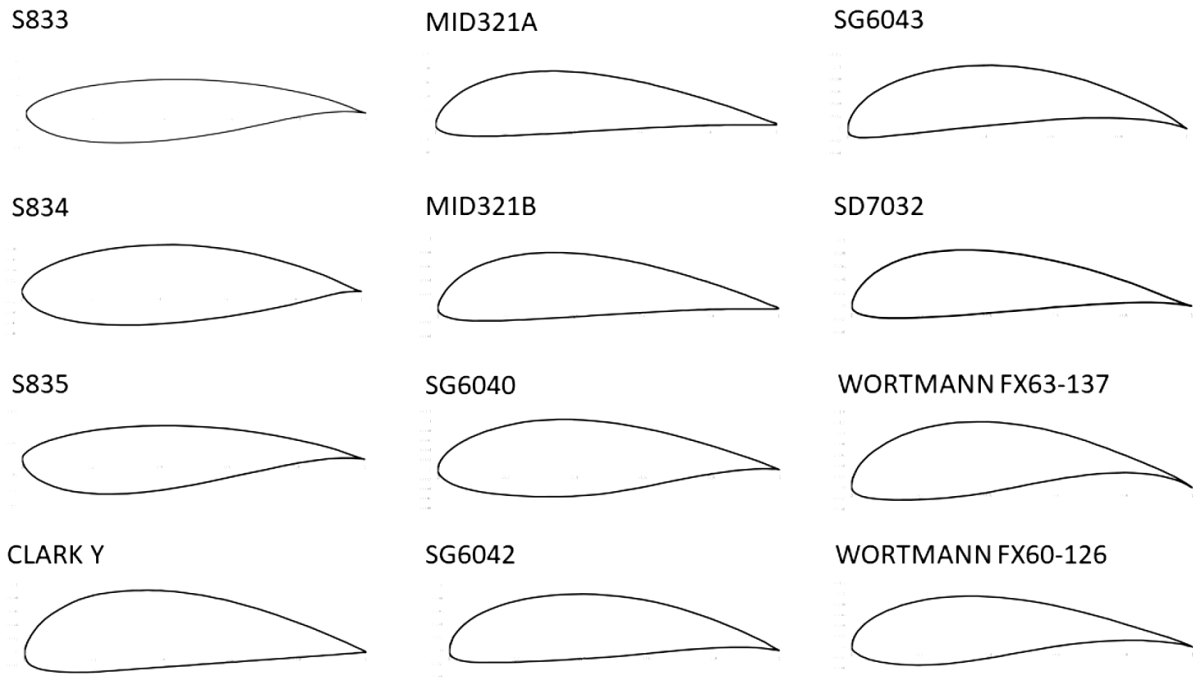 S833
MID321A
SG6043
S834
MID321B
SD7032
S835
SG6040
WORTMANN FX63-137
CLARK Y
SG6042
WORTMANN FX60-126